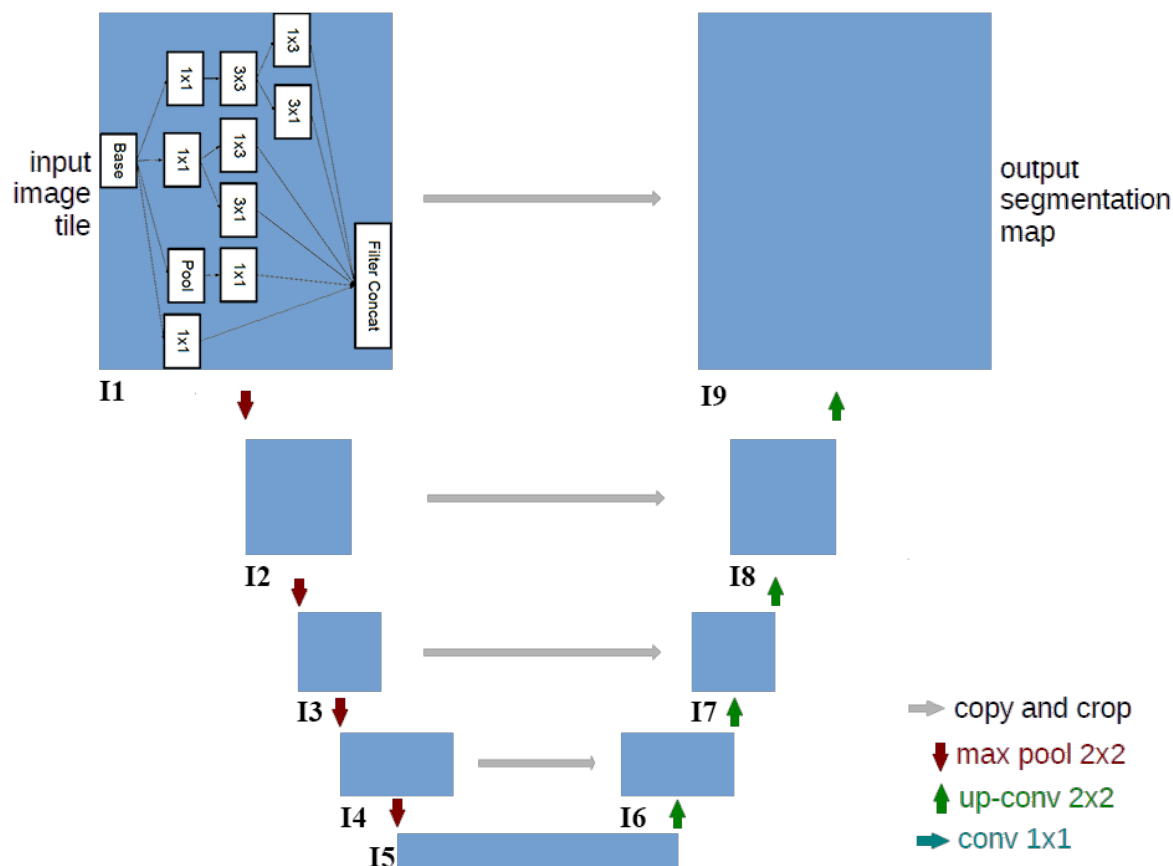 input
image
tile
Base
1x1
3x3
1x3
3x1
1x1
1x3
3x1
Pool
1x1
1x1
Filter Concat
output
segmentation
map
I1
I9
I2
I8
I3
I7
I4
I6
I5
copy and crop
max pool 2x2
up-conv 2x2
conv 1x1